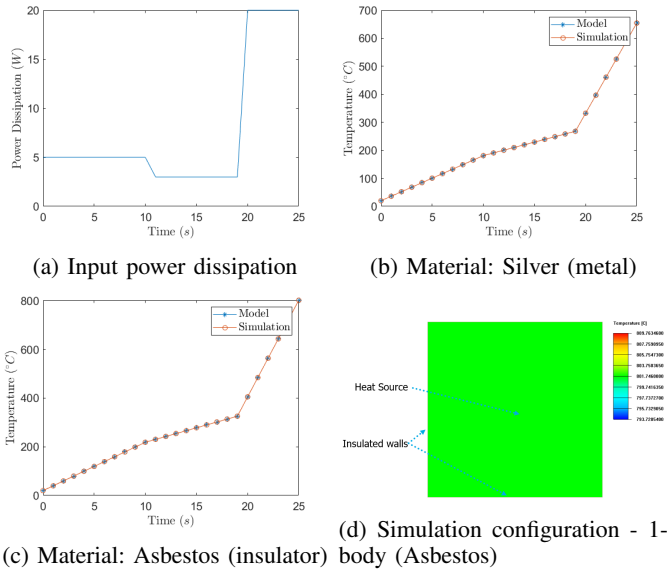 20
15
10
5
0
Power Dissipation (W)
0 5 10 15 20 25
Time (s)
(a) Input power dissipation
700
600
500
400
300
200
100
0
Temperature (°C)
Model
Simulation
0 5 10 15 20 25
Time (s)
(b) Material: Silver (metal)
800
600
400
200
0
Temperature (°C)
Model
Simulation
0 5 10 15 20 25
Time (s)
(c) Material: Asbestos (insulator)
Temperature [C]
Heat Source
Insulated walls
(d) Simulation configuration - 1-
body (Asbestos)